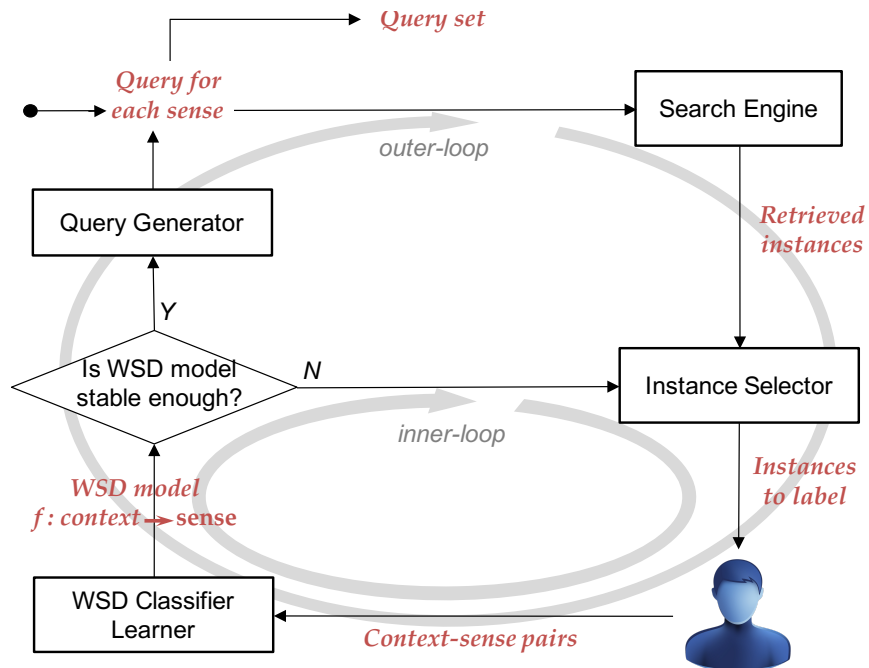 Query set
Query for
each sense
Search Engine
outer-loop
Query Generator
Retrieved
instances
Y
Is WSD model
stable enough?
N
Instance Selector
inner-loop
WSD model
f : context → sense
Instances
to label
WSD Classifier
Learner
Context-sense pairs